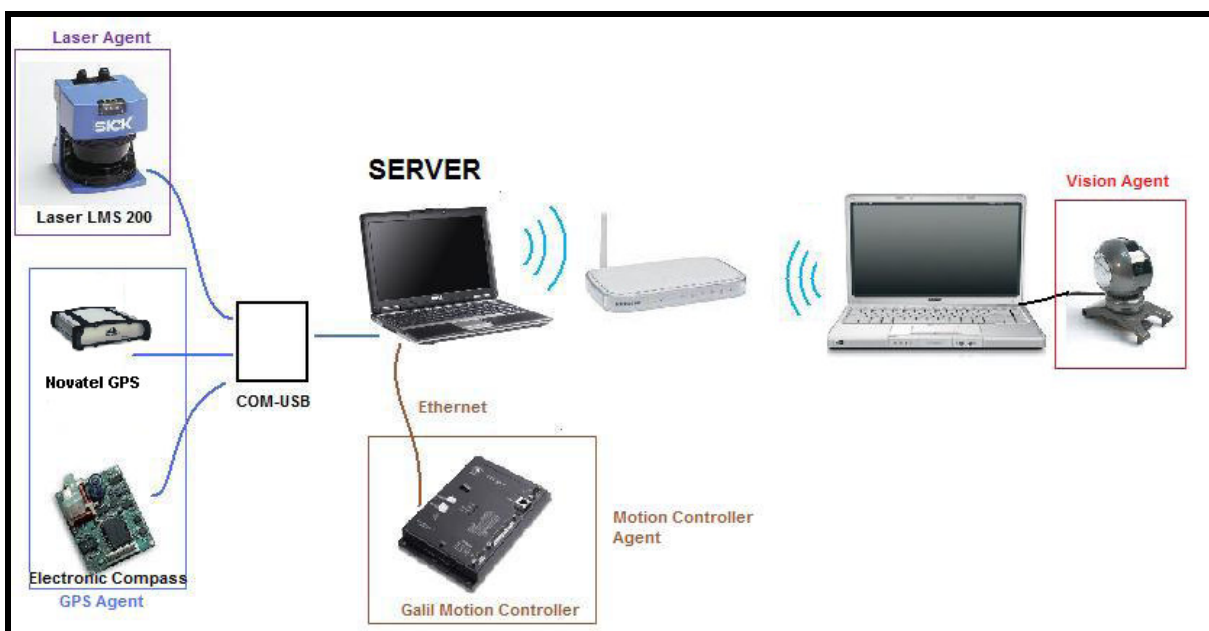 Laser Agent
SICK
Laser LMS 200
SERVER
Vision Agent
Novatel GPS
COM-USB
Ethernet
Motion Controller
Agent
Electronic Compass
GPS Agent
Galil Motion Controller